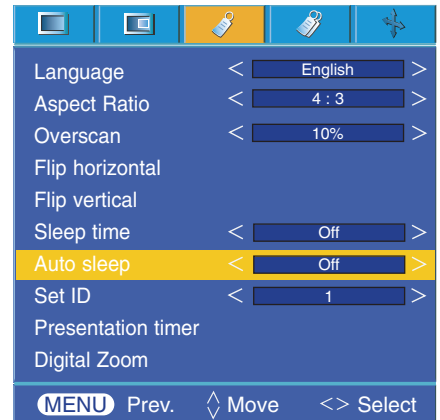 Language < English >
Aspect Ratio < 4 : 3 >
Overscan < 10% >
Flip horizontal
Flip vertical
Sleep time < Off >
Auto sleep < Off >
Set ID < 1 >
Presentation timer
Digital Zoom
MENU Prev. Move <> Select